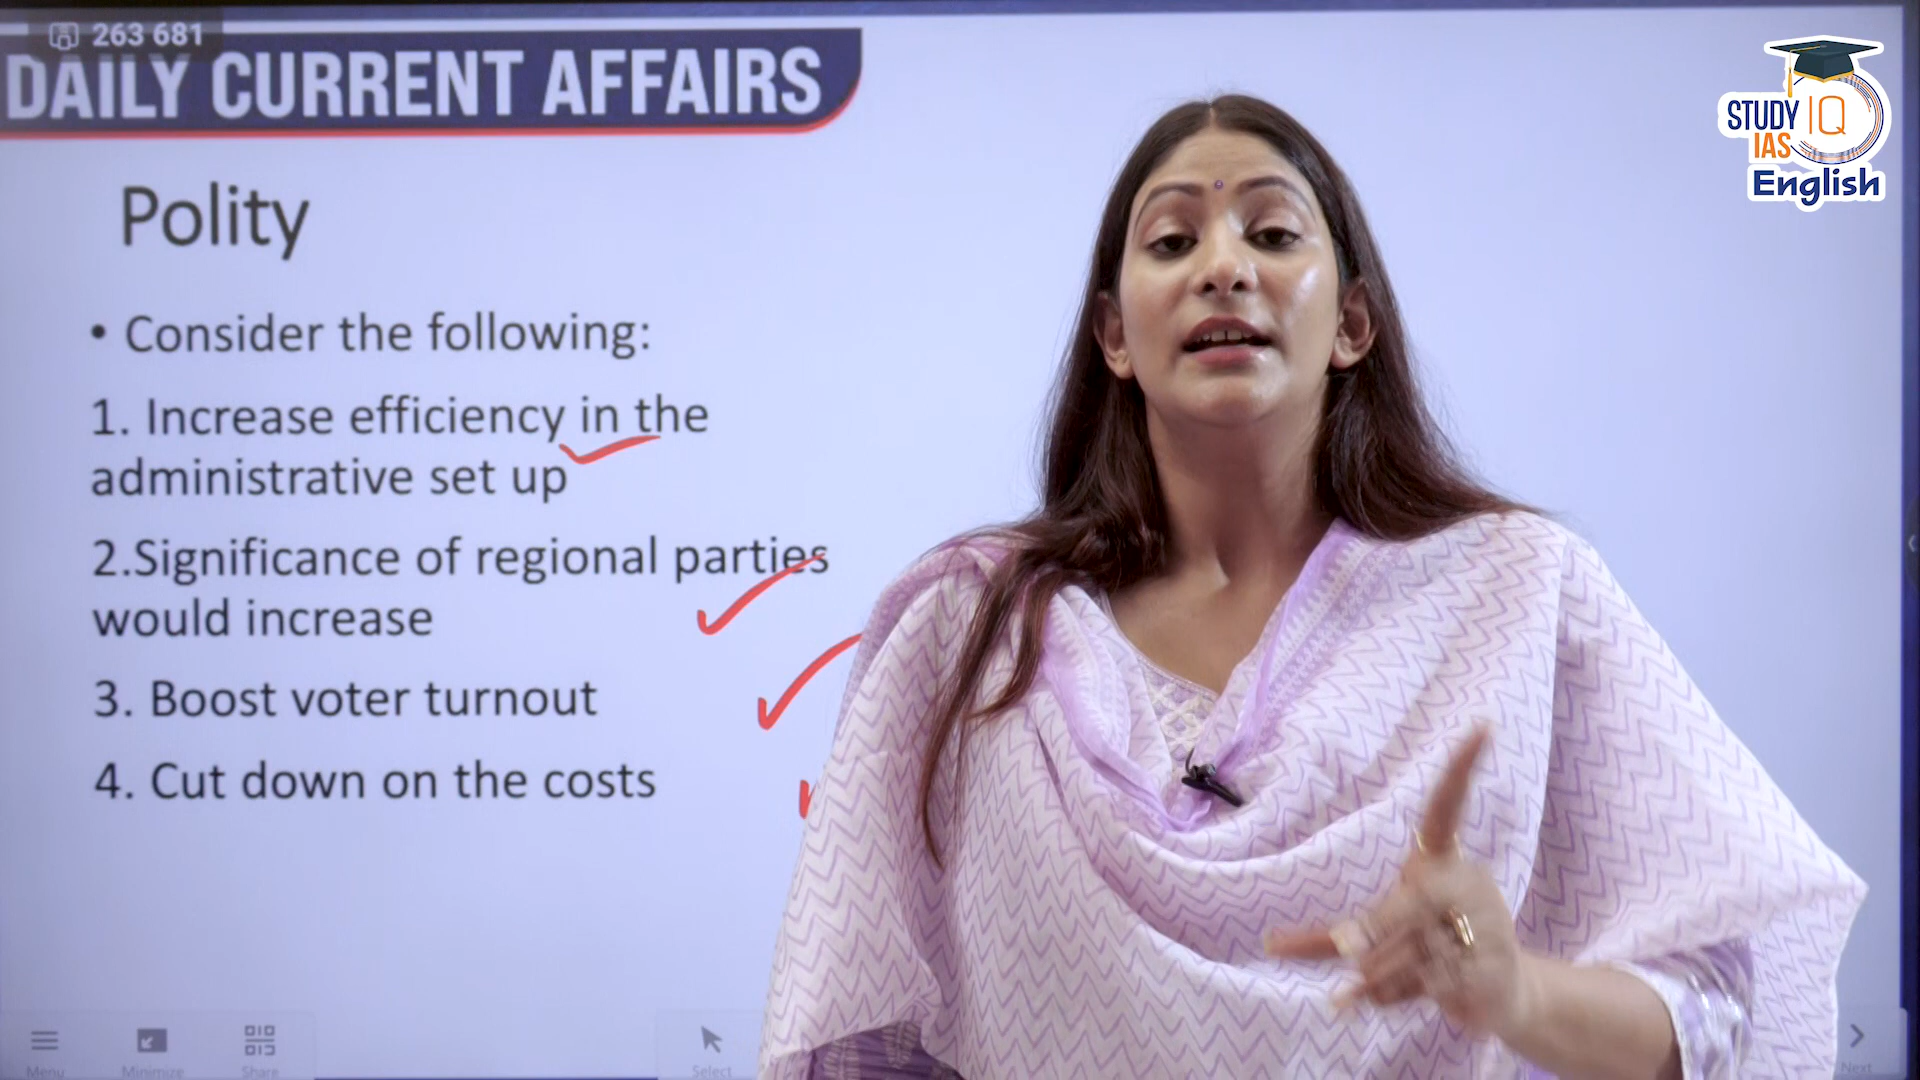 263 681
DAILY CURRENT AFFAIRS
STUDY IQ
IAS
English
Polity
• Consider the following:
1. Increase efficiency in the
administrative set up
2.Significance of regional parties
would increase
3. Boost voter turnout
4. Cut down on the costs
Menu
Minimize
Share
Select
Next